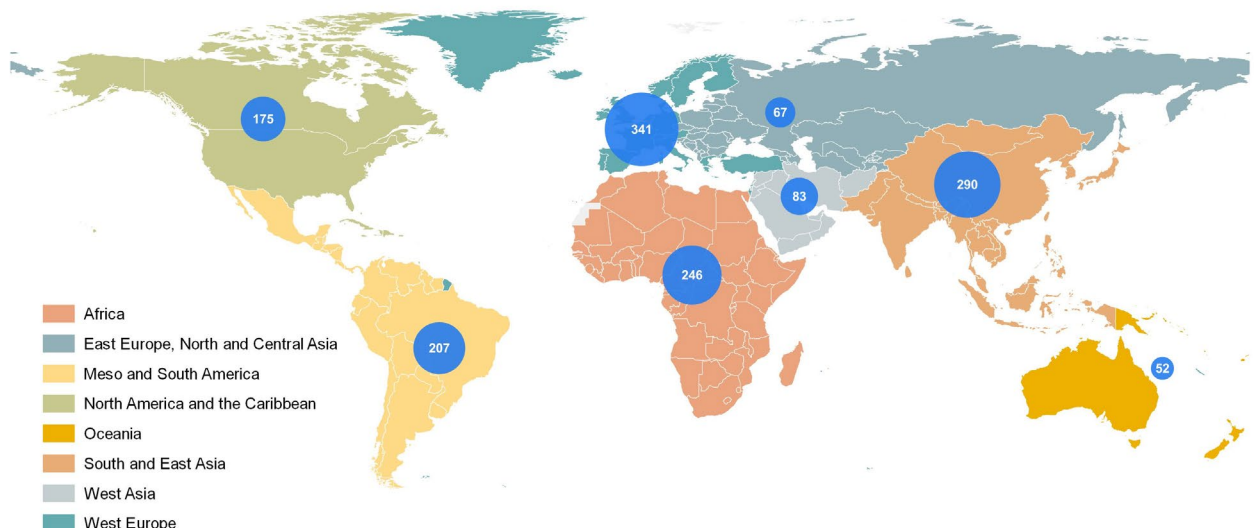 175
341
67
83
290
246
207
52
Africa
East Europe, North and Central Asia
Meso and South America
North America and the Caribbean
Oceania
South and East Asia
West Asia
West Europe